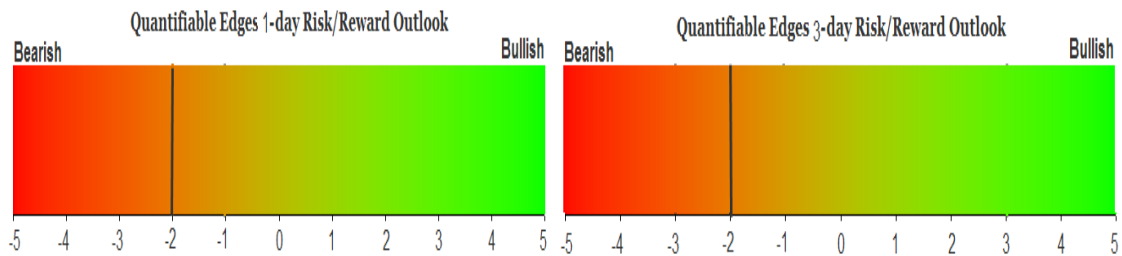 Quantifiable Edges 1-day Risk/Reward Outlook
Bearish Bullish
-5 -4 -3 -2 -1 0 1 2 3 4 5
Quantifiable Edges 3-day Risk/Reward Outlook
Bearish Bullish
-5 -4 -3 -2 -1 0 1 2 3 4 5